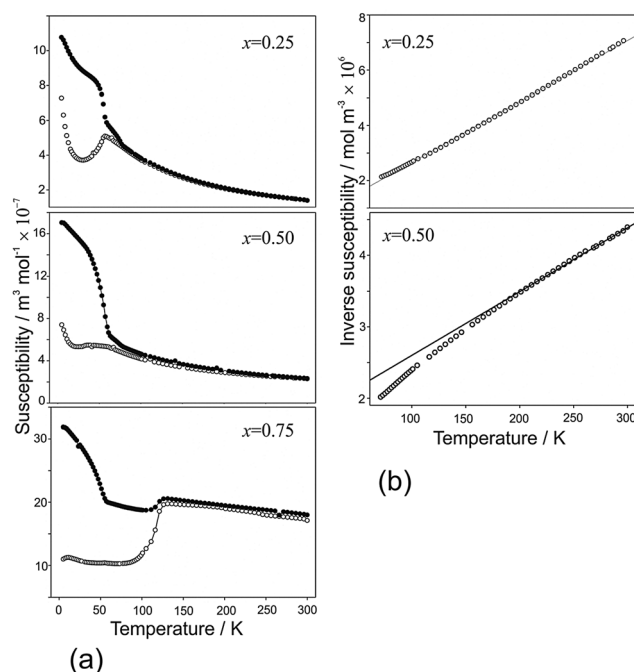 x=0.25
10
8
6
4
2
x=0.50
16
12
8
4
0
x=0.75
30
20
10
0 50 100 150 200 250 300
Temperature / K
Susceptibility / m³ mol⁻¹ × 10⁻⁷
(a)
x=0.25
8
6
4
2
x=0.50
4
3
2
100 150 200 250 300
Temperature / K
Inverse susceptibility / mol m⁻³ × 10⁶
(b)